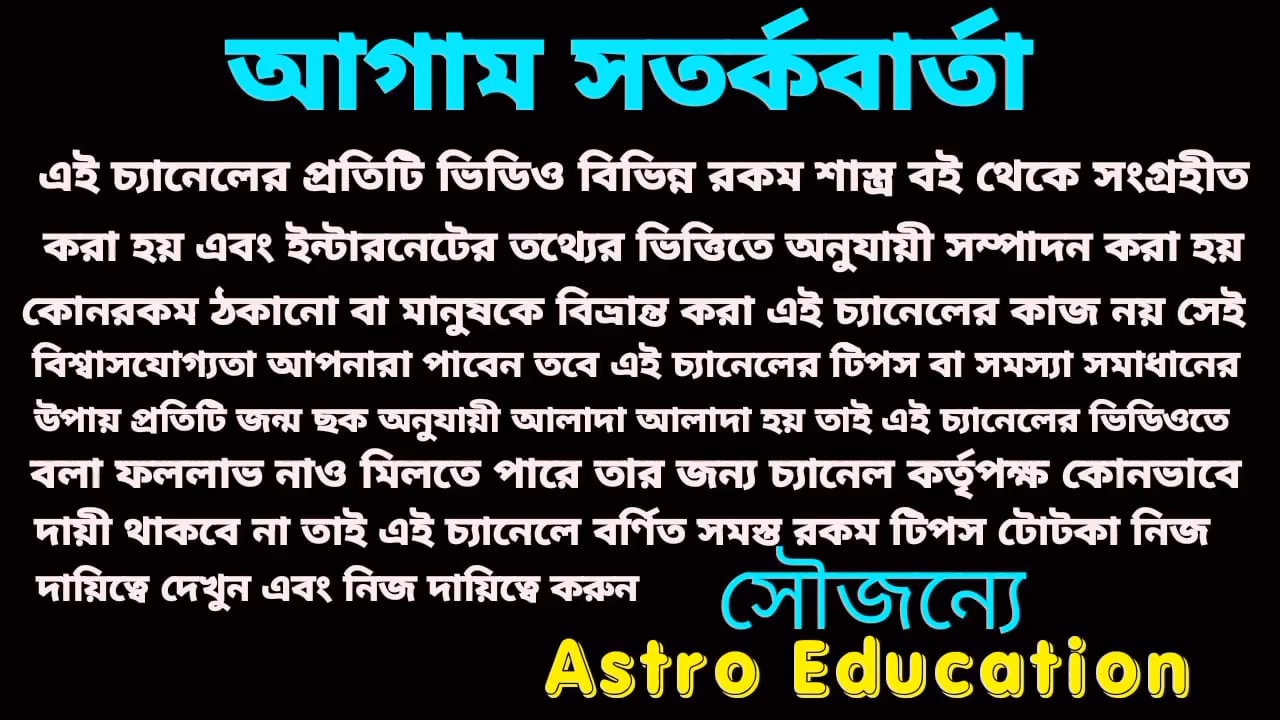 আগাম সতর্কবার্তা
এই চ্যানেলের প্রতিটি ভিডিও বিভিন্ন রকম শাস্ত্র বই থেকে সংগ্রহীত
করা হয় এবং ইন্টারনেটের তথ্যের ভিত্তিতে অনুযায়ী সম্পাদন করা হয়
কোনরকম ঠকানো বা মানুষকে বিভ্রান্ত করা এই চ্যানেলের কাজ নয় সেই
বিশ্বাসযোগ্যতা আপনারা পাবেন তবে এই চ্যানেলের টিপস বা সমস্যা সমাধানের
উপায় প্রতিটি জন্ম ছক অনুযায়ী আলাদা আলাদা হয় তাই এই চ্যানেলের ভিডিওতে
বলা ফললাভ নাও মিলতে পারে তার জন্য চ্যানেল কর্তৃপক্ষ কোনভাবে
দায়ী থাকবে না তাই এই চ্যানেলে বর্ণিত সমস্ত রকম টিপস টোটকা নিজ
দায়িত্বে দেখুন এবং নিজ দায়িত্বে করুন
সৌজন্যে
Astro Education